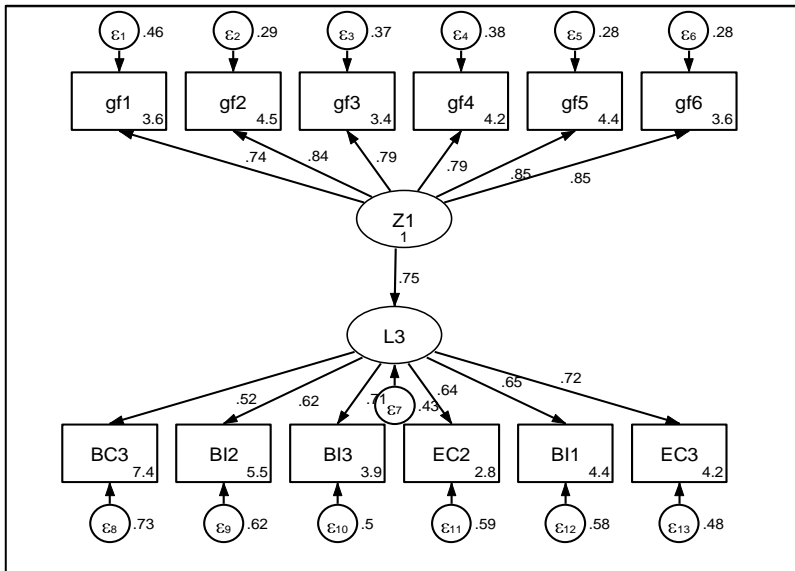 ε1 .46 ε2 .29 ε3 .37 ε4 .38 ε5 .28 ε6 .28
gf1 gf2 gf3 gf4 gf5 gf6
3.6 4.5 3.4 4.2 4.4 3.6
.74 .84 .79 .79 .85 .85
Z1
1
.75
L3
.52 .62 .71 .64 .65 .72
ε7 .43
BC3 BI2 BI3 EC2 BI1 EC3
7.4 5.5 3.9 2.8 4.4 4.2
ε8 .73 ε9 .62 ε10 .5 ε11 .59 ε12 .58 ε13 .48